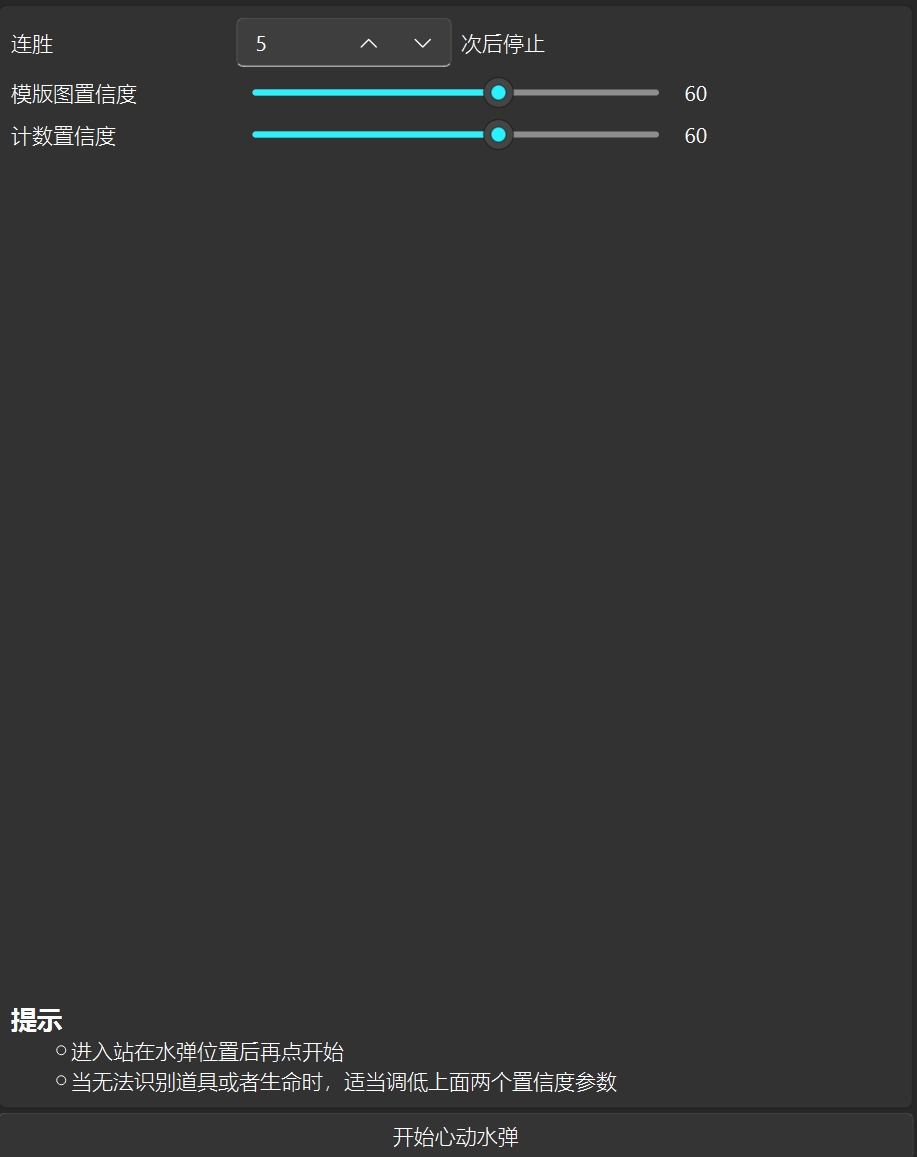 连胜 5 次后停止
模版图置信度 60
计数置信度 60
提示
进入站在水弹位置后再点开始
当无法识别道具或者生命时，适当调低上面两个置信度参数
开始心动水弹